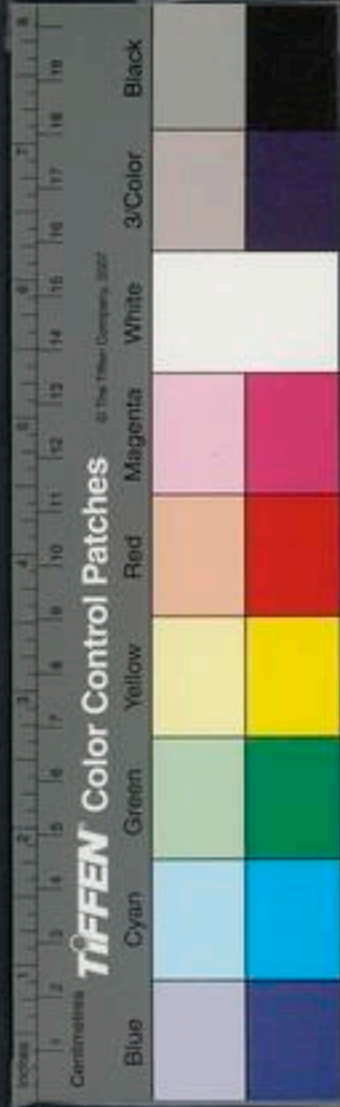 Inches 1 2 3 4 5 6 7 8
Centimetres 1 2 3 4 5 6 7 8 9 10 11 12 13 14 15 16 17 18 19
TIFFEN Color Control Patches © The Tiffen Company, 2007
Blue Cyan Green Yellow Red Magenta White 3/Color Black